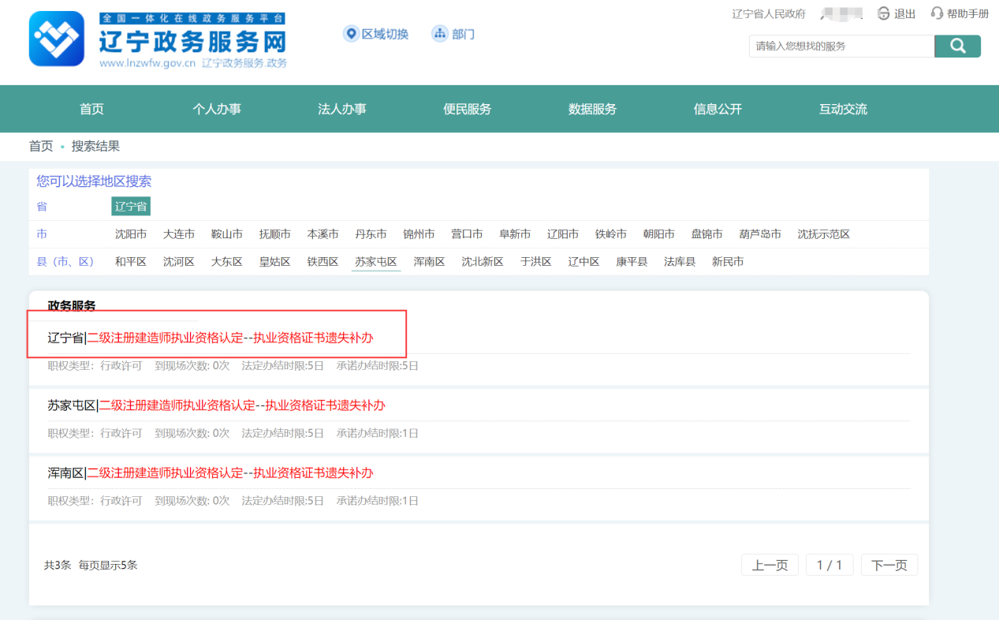 全国一体化在线政务服务平台
辽宁政务服务网
www.lnzwfw.gov.cn 辽宁政务服务.政务
区域切换 部门
辽宁省人民政府 退出 帮助手册
请输入您想找的服务
首页 个人办事 法人办事 便民服务 数据服务 信息公开 互动交流
首页 • 搜索结果
您可以选择地区搜索
省 辽宁省
市 沈阳市 大连市 鞍山市 抚顺市 本溪市 丹东市 锦州市 营口市 阜新市 辽阳市 铁岭市 朝阳市 盘锦市 葫芦岛市 沈抚示范区
县（市、区） 和平区 沈河区 大东区 皇姑区 铁西区 苏家屯区 浑南区 沈北新区 于洪区 辽中区 康平县 法库县 新民市
政务服务
辽宁省|二级注册建造师执业资格认定--执业资格证书遗失补办
职权类型：行政许可 到现场次数: 0次 法定办结时限:5日 承诺办结时限:5日
苏家屯区|二级注册建造师执业资格认定--执业资格证书遗失补办
职权类型：行政许可 到现场次数: 0次 法定办结时限:5日 承诺办结时限:1日
浑南区|二级注册建造师执业资格认定--执业资格证书遗失补办
职权类型：行政许可 到现场次数: 0次 法定办结时限:5日 承诺办结时限:1日
共3条 每页显示5条
上一页 1 / 1 下一页